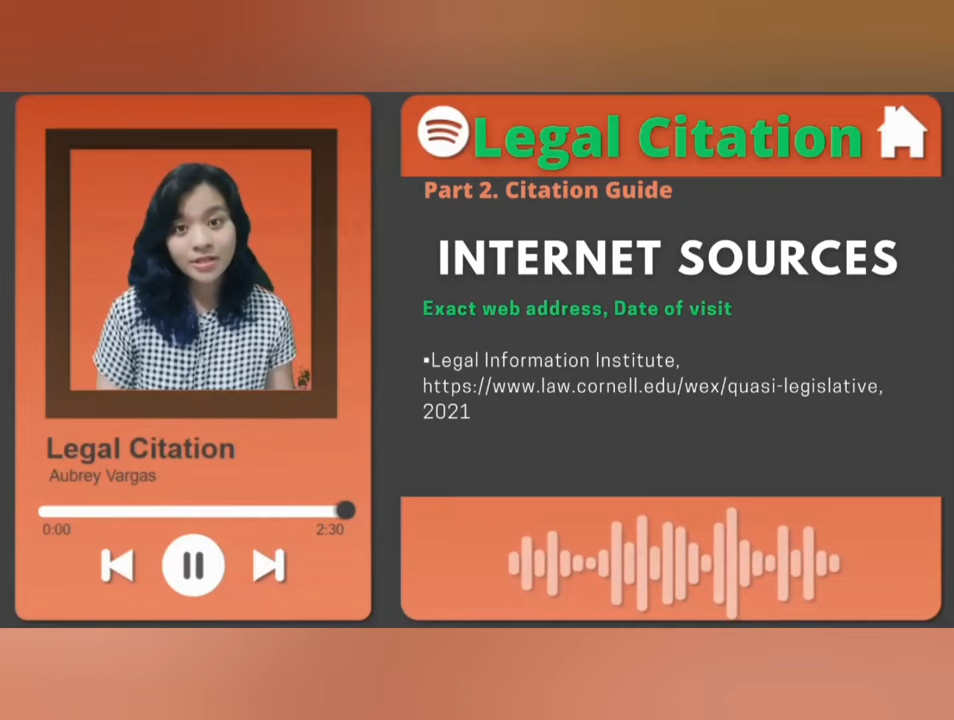 Legal Citation
Part 2. Citation Guide
INTERNET SOURCES
Exact web address, Date of visit
▪Legal Information Institute,
https://www.law.cornell.edu/wex/quasi-legislative,
2021
Legal Citation
Aubrey Vargas
0:00
2:30